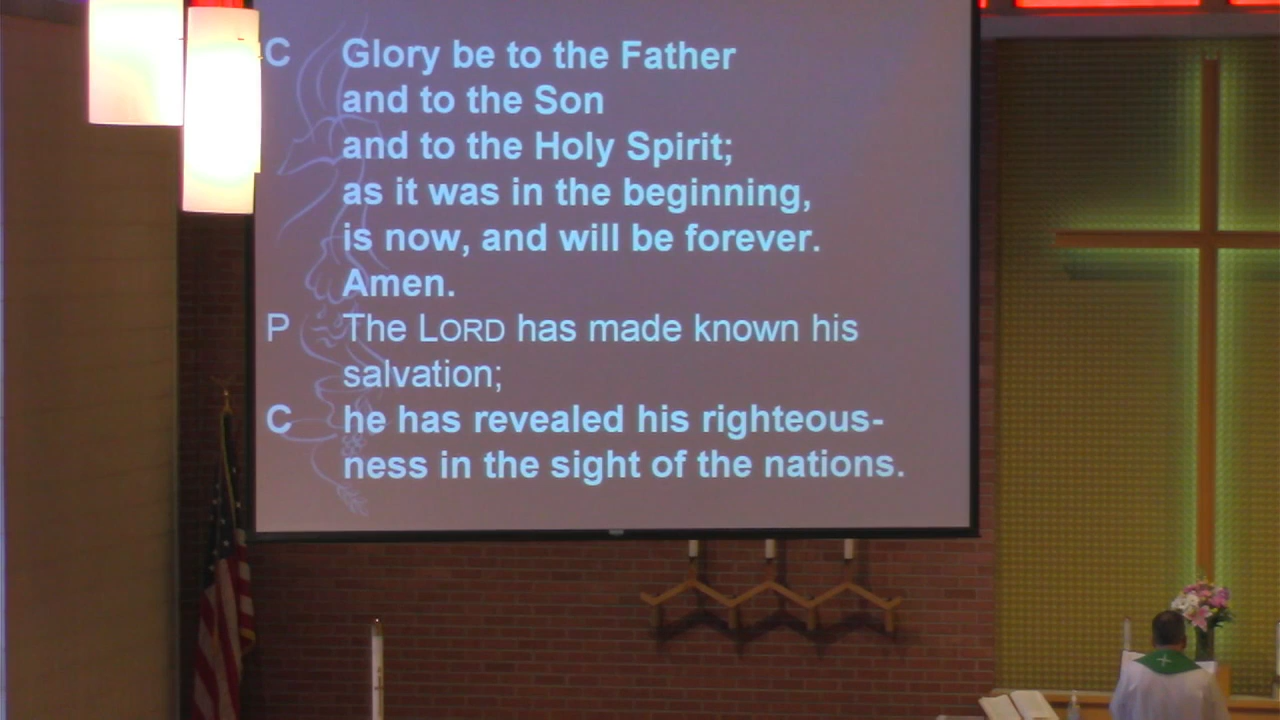 C Glory be to the Father
and to the Son
and to the Holy Spirit;
as it was in the beginning,
is now, and will be forever.
Amen.
P The LORD has made known his
salvation;
C he has revealed his righteous-
ness in the sight of the nations.